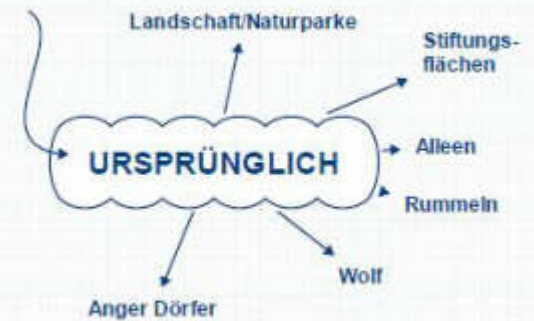 Landschaft/Naturparke
Stiftungs-
flächen
URSPRÜNGLICH
Alleen
Rummeln
Wolf
Anger Dörfer